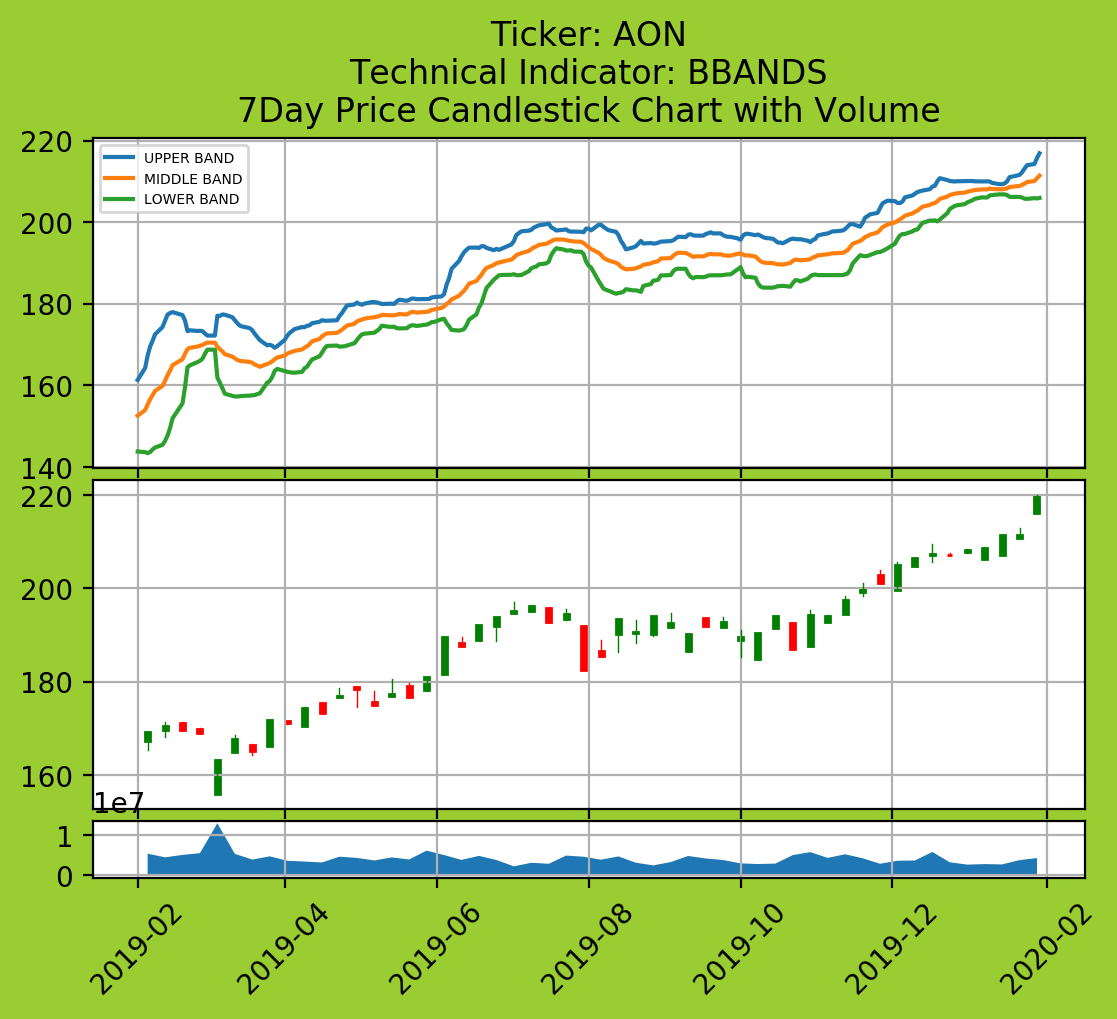 Ticker: AON
Technical Indicator: BBANDS
7Day Price Candlestick Chart with Volume
220
200
180
160
140
UPPER BAND
MIDDLE BAND
LOWER BAND
220
200
180
160
1e7
1
0
2019-02
2019-04
2019-06
2019-08
2019-10
2019-12
2020-02